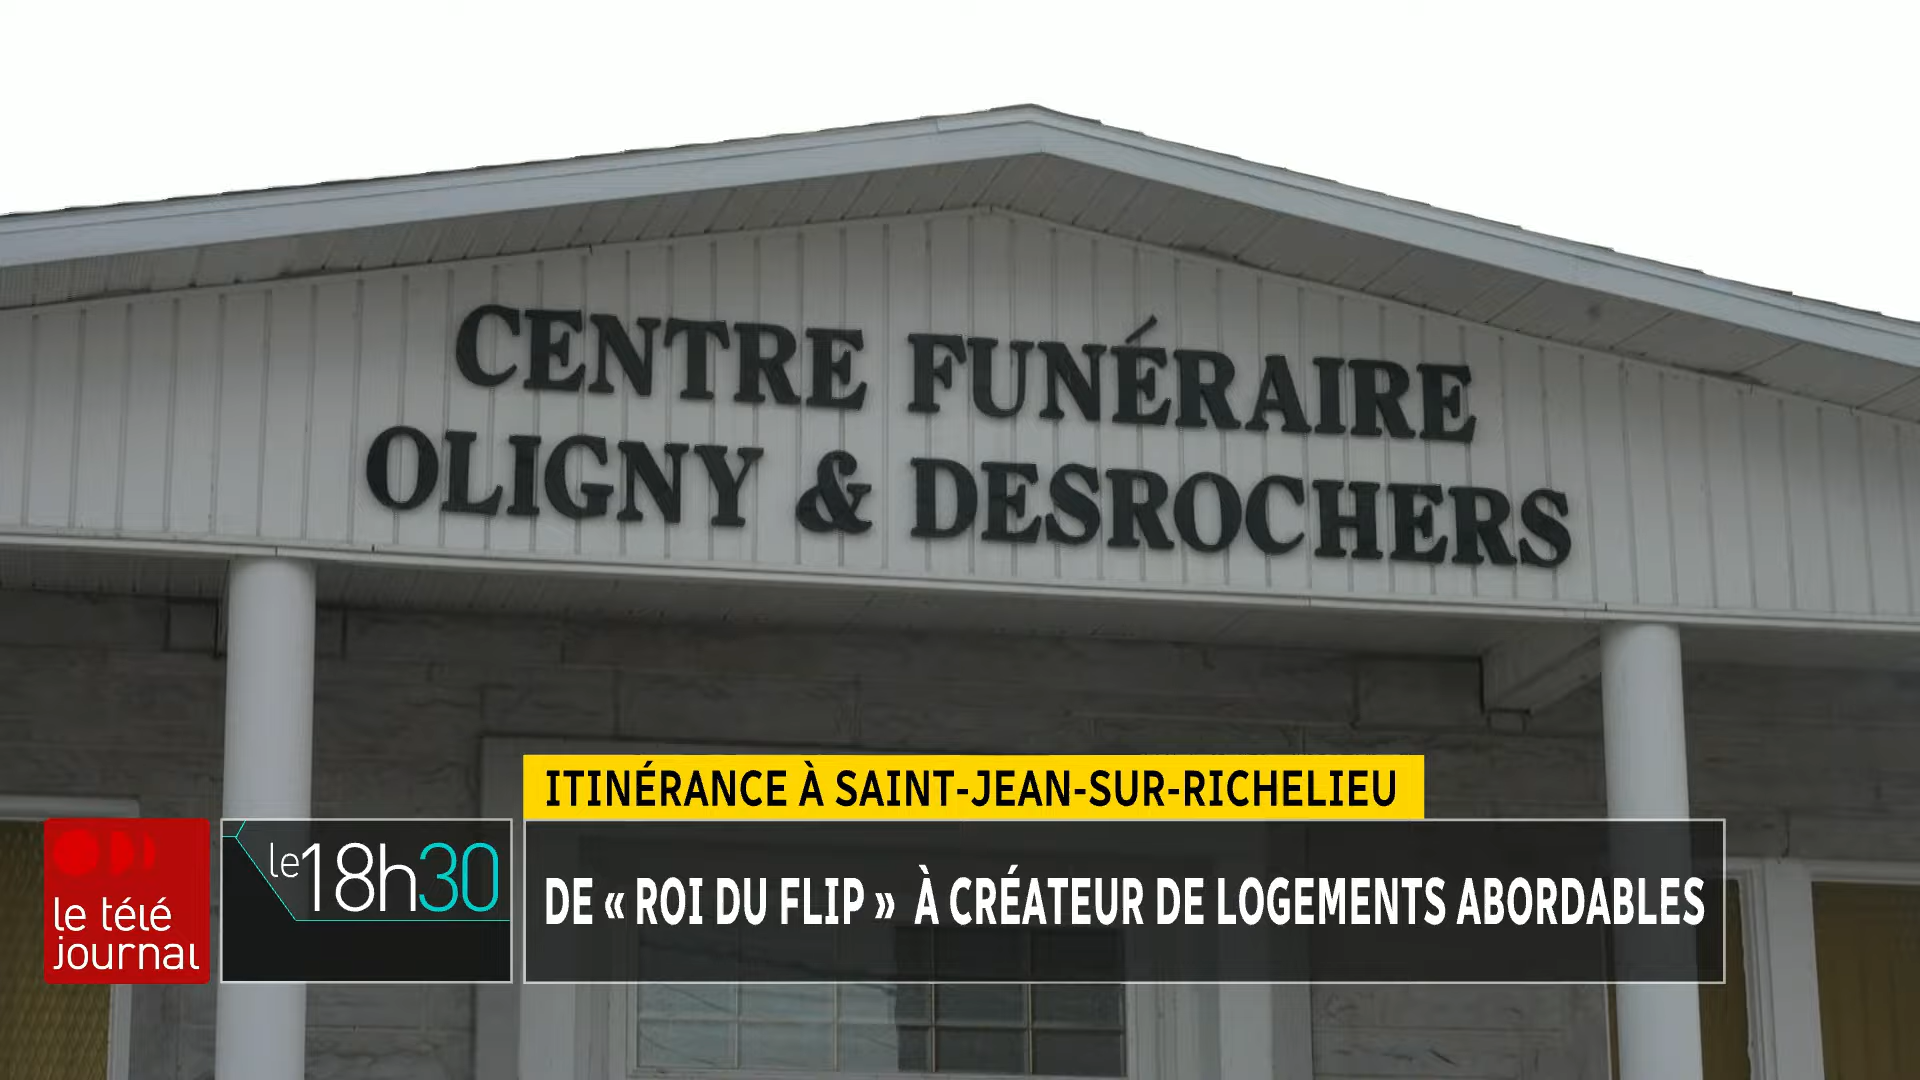 CENTRE FUNÉRAIRE
OLIGNY & DESROCHERS
ITINÉRANCE À SAINT-JEAN-SUR-RICHELIEU
le télé
journal
le 18h30
DE « ROI DU FLIP » À CRÉATEUR DE LOGEMENTS ABORDABLES